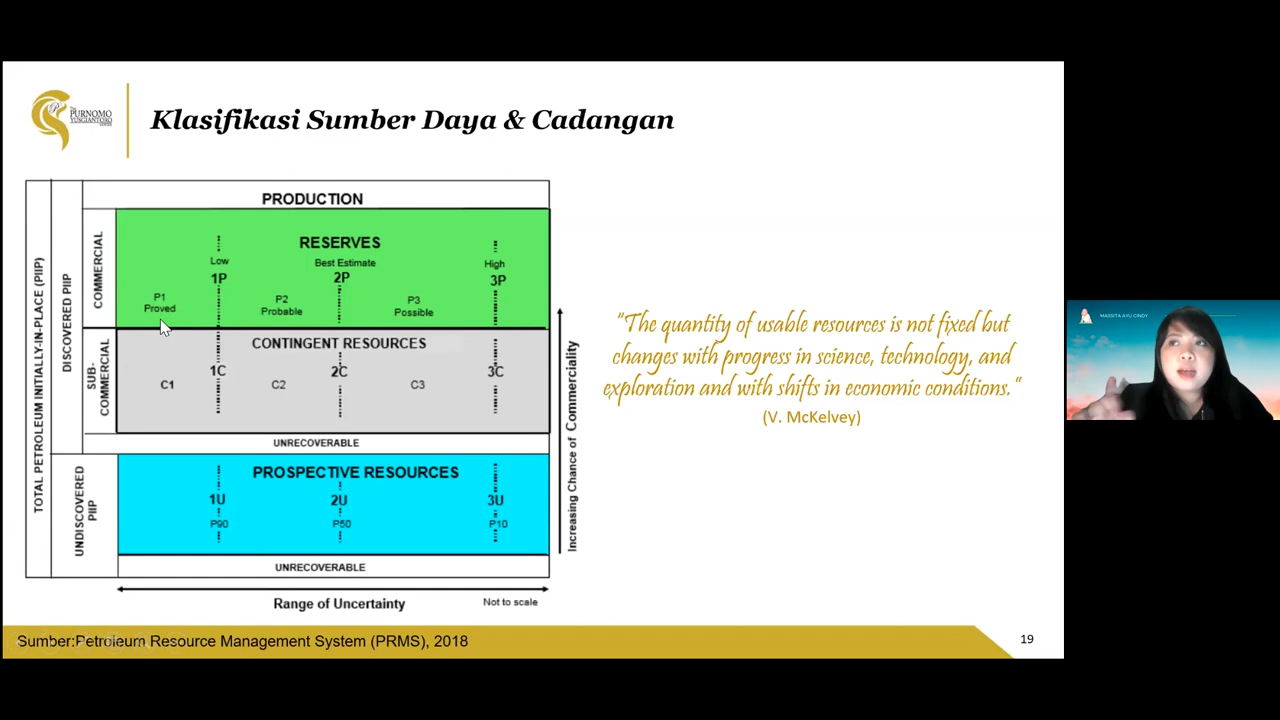 The
PURNOMO
YUSGIANTORO
CENTER
Klasifikasi Sumber Daya & Cadangan
TOTAL PETROLEUM INITIALLY-IN-PLACE (PIIP)
DISCOVERED PIIP
UNDISCOVERED
PIIP
COMMERCIAL
SUB-
COMMERCIAL
PRODUCTION
RESERVES
Low
Best Estimate
High
1P
2P
3P
P1
Proved
P2
Probable
P3
Possible
CONTINGENT RESOURCES
1C
2C
3C
C1
C2
C3
UNRECOVERABLE
PROSPECTIVE RESOURCES
1U
2U
3U
P90
P50
P10
UNRECOVERABLE
Range of Uncertainty
Not to scale
Increasing Chance of Commerciality
"The quantity of usable resources is not fixed but
changes with progress in science, technology, and
exploration and with shifts in economic conditions."
(V. McKelvey)
MASSITA AYU CINDY
Sumber:Petroleum Resource Management System (PRMS), 2018
19